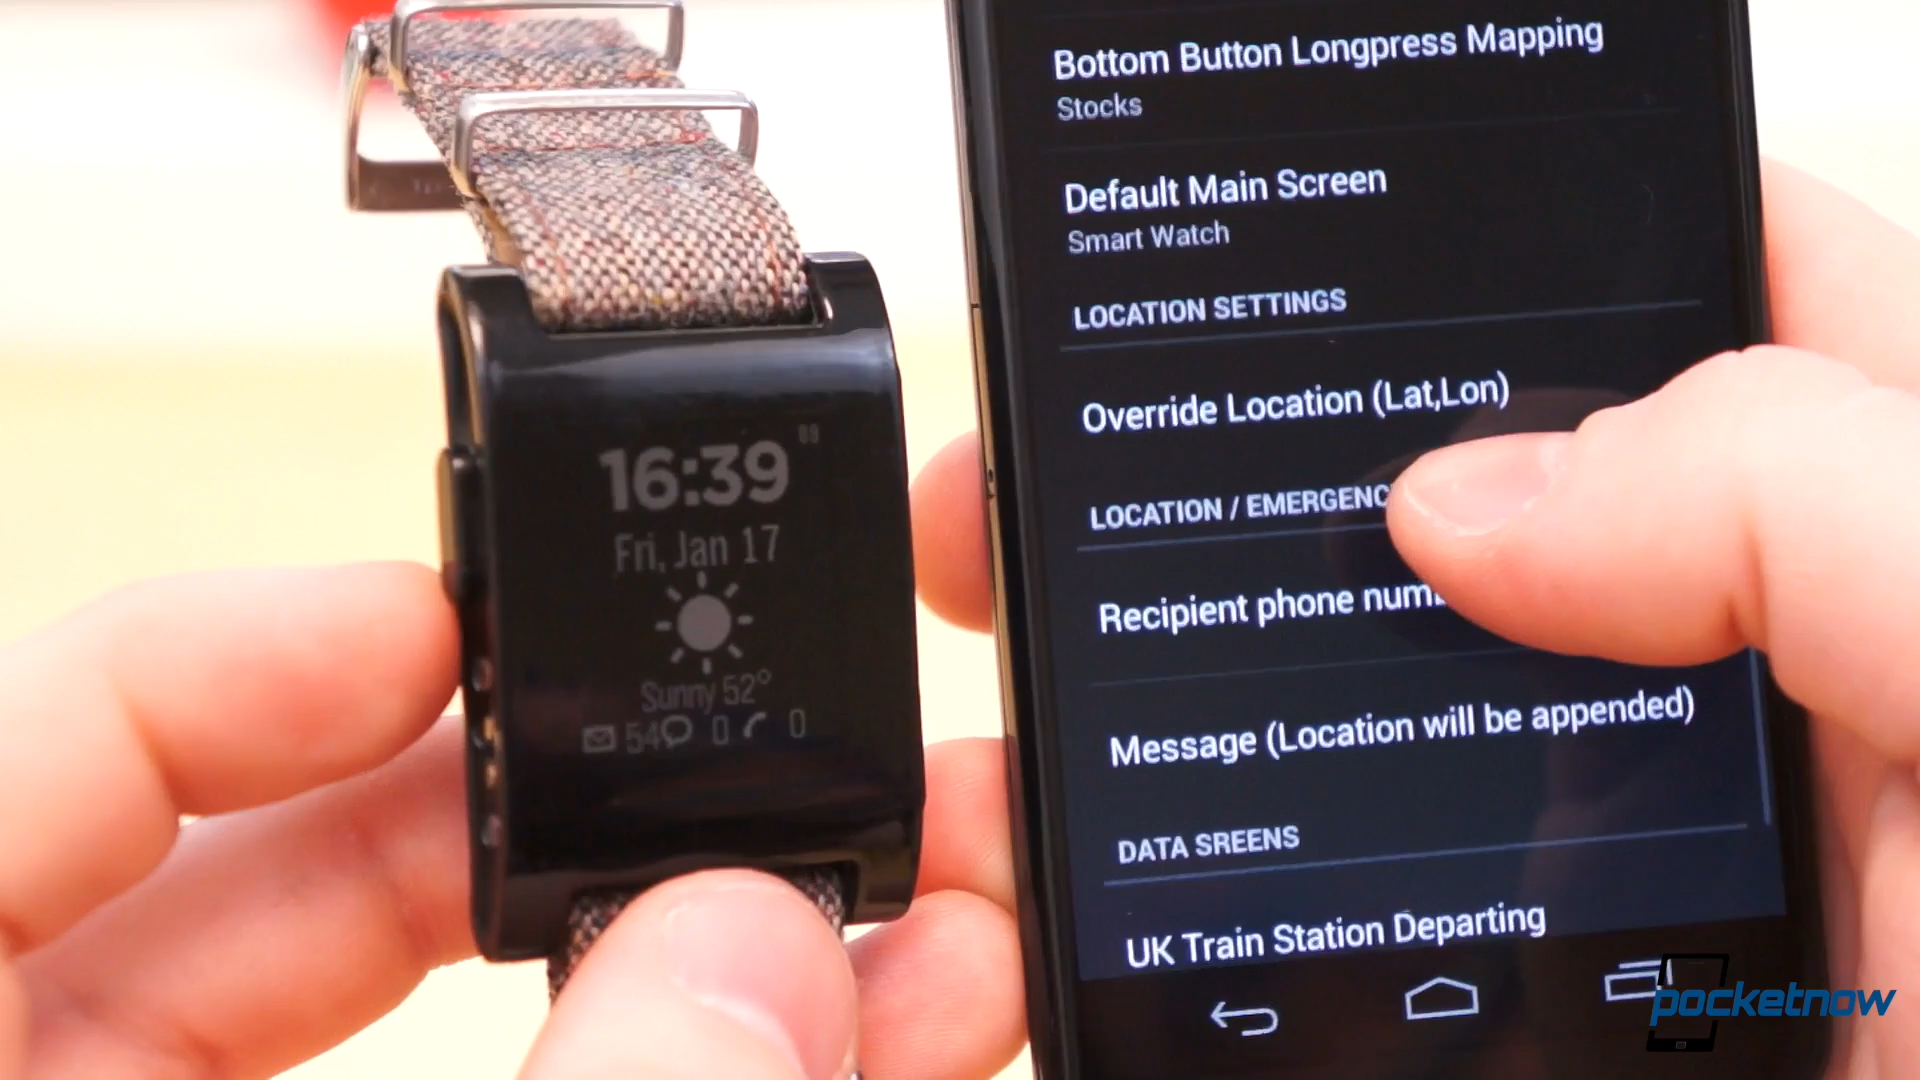 89
16:39
Fri, Jan 17
Sunny 52°
54 0 0
Bottom Button Longpress Mapping
Stocks
Default Main Screen
Smart Watch
LOCATION SETTINGS
Override Location (Lat,Lon)
LOCATION / EMERGENC
Recipient phone num
Message (Location will be appended)
DATA SREENS
UK Train Station Departing
pocketnow